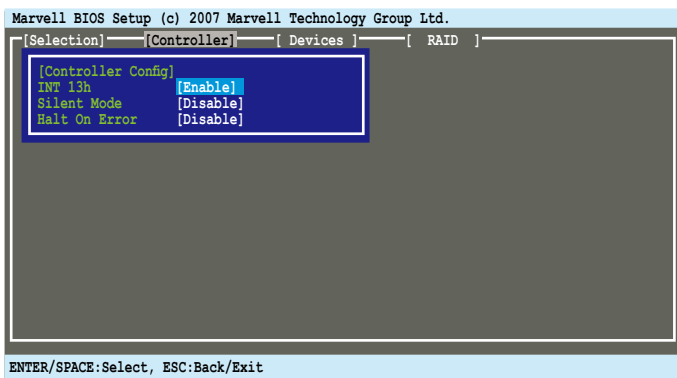 Marvell BIOS Setup (c) 2007 Marvell Technology Group Ltd.
[Selection] [Controller] [ Devices ] [ RAID ]
[Controller Config]
INT 13h [Enable]
Silent Mode [Disable]
Halt On Error [Disable]
ENTER/SPACE:Select, ESC:Back/Exit